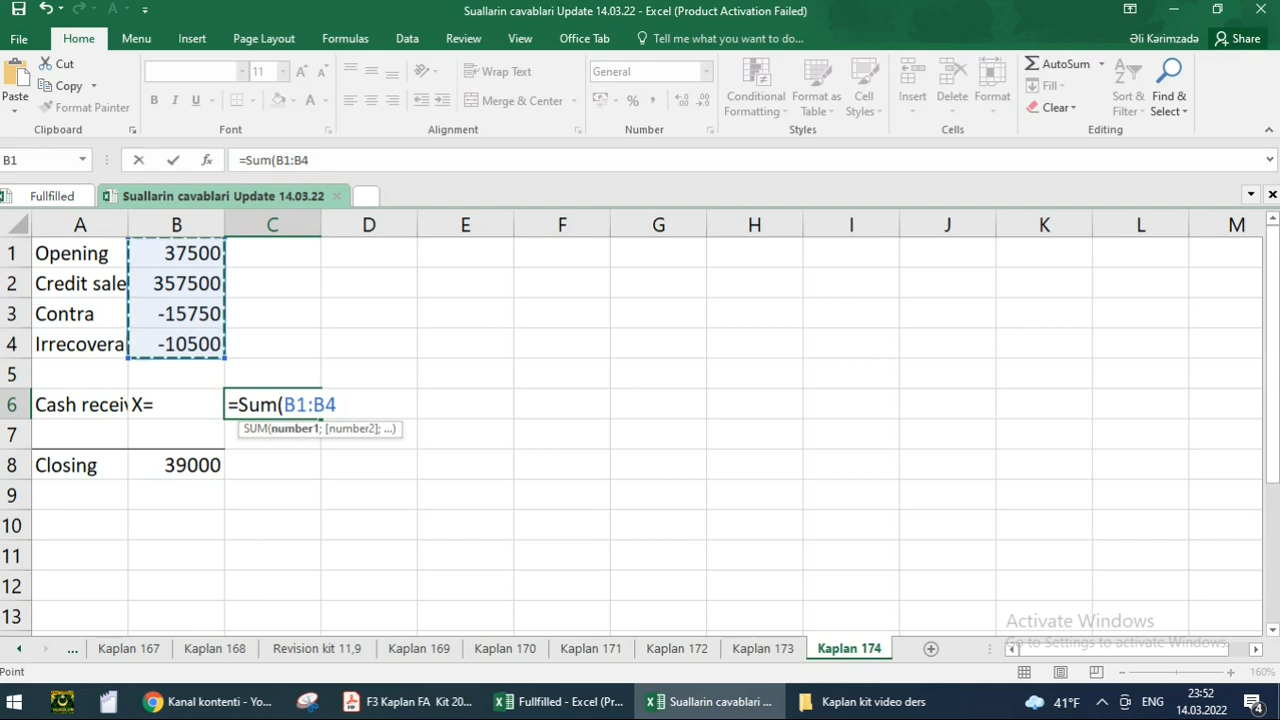 Suallarin cavablari Update 14.03.22 - Excel (Product Activation Failed)
File Home Menu Insert Page Layout Formulas Data Review View Office Tab Tell me what you want to do... Əli Kərimzadə Share
Cut
Copy
Format Painter
Paste
Clipboard
11
Font
Wrap Text
Merge & Center
Alignment
General
Number
Conditional Formatting
Format as Table
Cell Styles
Styles
Insert Delete Format
Cells
AutoSum
Fill
Clear
Sort & Filter
Find & Select
Editing
B1 =Sum(B1:B4
Fullfilled Suallarin cavablari Update 14.03.22
A B C D E F G H I J K L M
1 Opening 37500
2 Credit sale 357500
3 Contra -15750
4 Irrecovera -10500
5
6 Cash receiv X= =Sum(B1:B4
7 SUM(number1; [number2]; ...)
8 Closing 39000
9
10
11
12
13
Activate Windows
Go to Settings to activate Windows.
... Kaplan 167 Kaplan 168 Revision kit 11,9 Kaplan 170 Kaplan 171 Kaplan 172 Kaplan 173 Kaplan 174
Point 160%
Kanal kontenti - Yo... F3 Kaplan FA Kit 20... Fullfilled - Excel (Pr... Suallarin cavablari ... Kaplan kit video ders 41°F ENG 23:52
14.03.2022 4